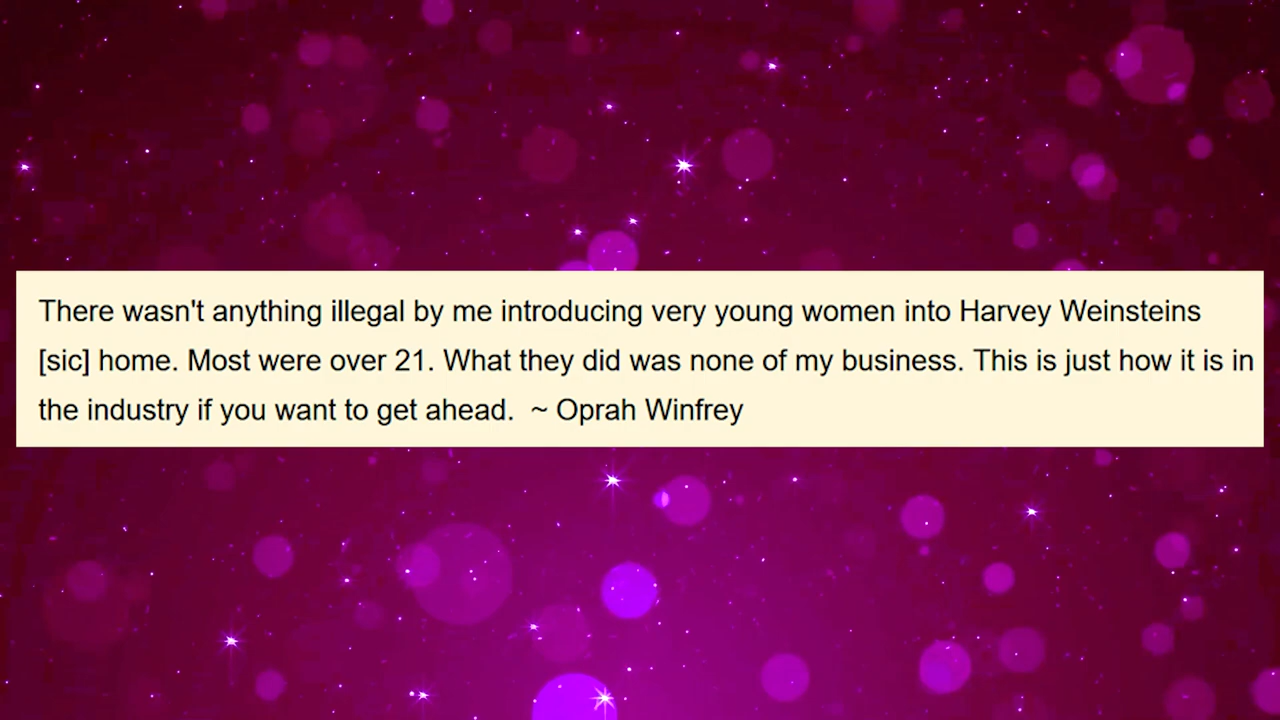 There wasn't anything illegal by me introducing very young women into Harvey Weinsteins
[sic] home. Most were over 21. What they did was none of my business. This is just how it is in
the industry if you want to get ahead.  ~ Oprah Winfrey